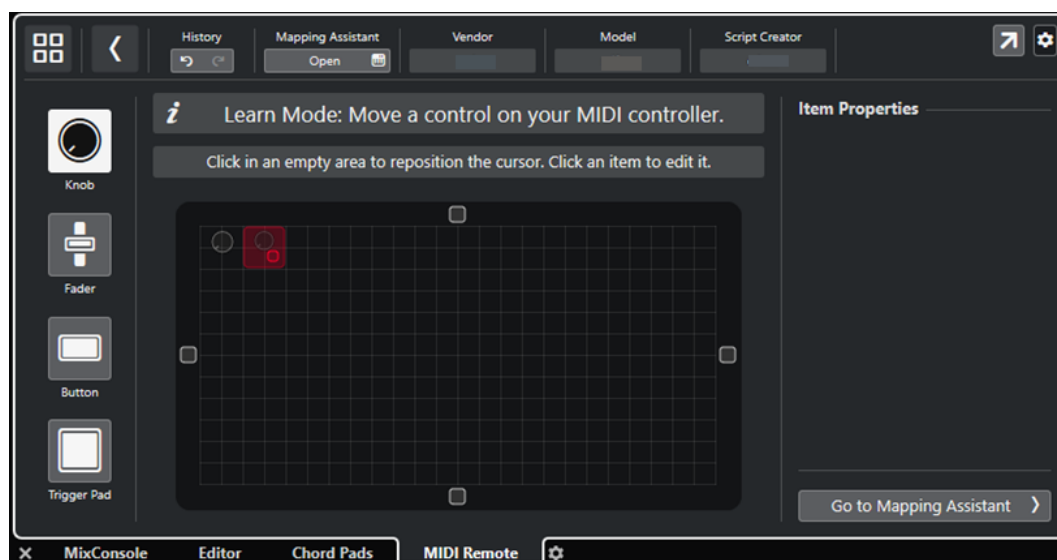 History
Mapping Assistant
Vendor
Model
Script Creator
Open
i
Learn Mode: Move a control on your MIDI controller.
Item Properties
Click in an empty area to reposition the cursor. Click an item to edit it.
Knob
Fader
Button
Trigger Pad
Go to Mapping Assistant
MixConsole
Editor
Chord Pads
MIDI Remote